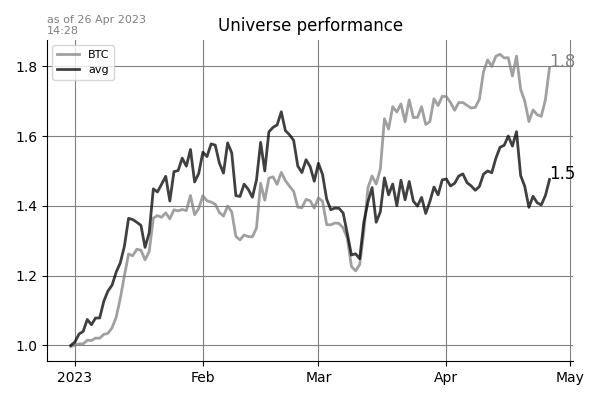 as of 26 Apr 2023
14:28
Universe performance
BTC
avg
1.8
1.6
1.4
1.2
1.0
1.8
1.5
2023
Feb
Mar
Apr
May